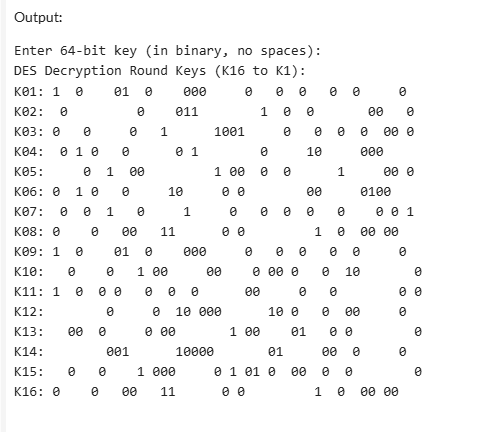 Output:
Enter 64-bit key (in binary, no spaces):
DES Decryption Round Keys (K16 to K1):
K01: 1  0    01  0    000     0   0  0   0  0     0
K02:  0         0    011        1  0  0       00   0
K03: 0   0     0   1      1001     0   0  0  0  00 0
K04:  0 1 0   0      0 1        0     10     000
K05:     0  1  00         1 00  0  0      1     00 0
K06: 0  1 0   0     10     0 0        00     0100
K07:  0  0  1   0     1     0   0  0  0   0    0 0 1
K08: 0    0   00   11      0 0         1  0  00 00
K09: 1  0    01  0    000     0   0  0   0  0     0
K10:   0    0   1 00     00    0 00 0   0  10       0
K11: 1  0  0 0   0  0  0      00     0   0        0 0
K12:        0     0  10 000      10 0   0  00     0
K13:   00  0     0 00       1 00    01   0 0        0
K14:        001      10000       01     00  0     0
K15:   0   0    1 000     0 1 01 0  00  0  0        0
K16: 0    0   00   11      0 0         1  0  00 00